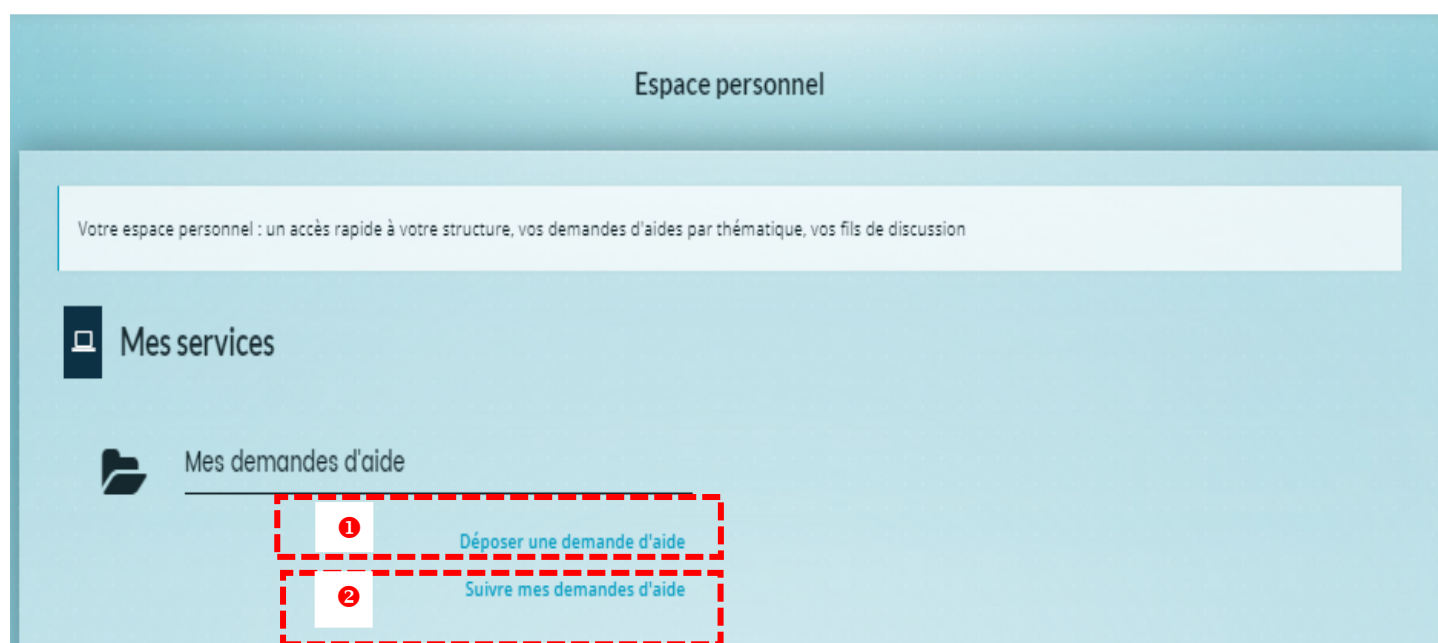 Espace personnel
Votre espace personnel : un accès rapide à votre structure, vos demandes d'aides par thématique, vos fils de discussion
Mes services
Mes demandes d'aide
❶ Déposer une demande d'aide
❷ Suivre mes demandes d'aide